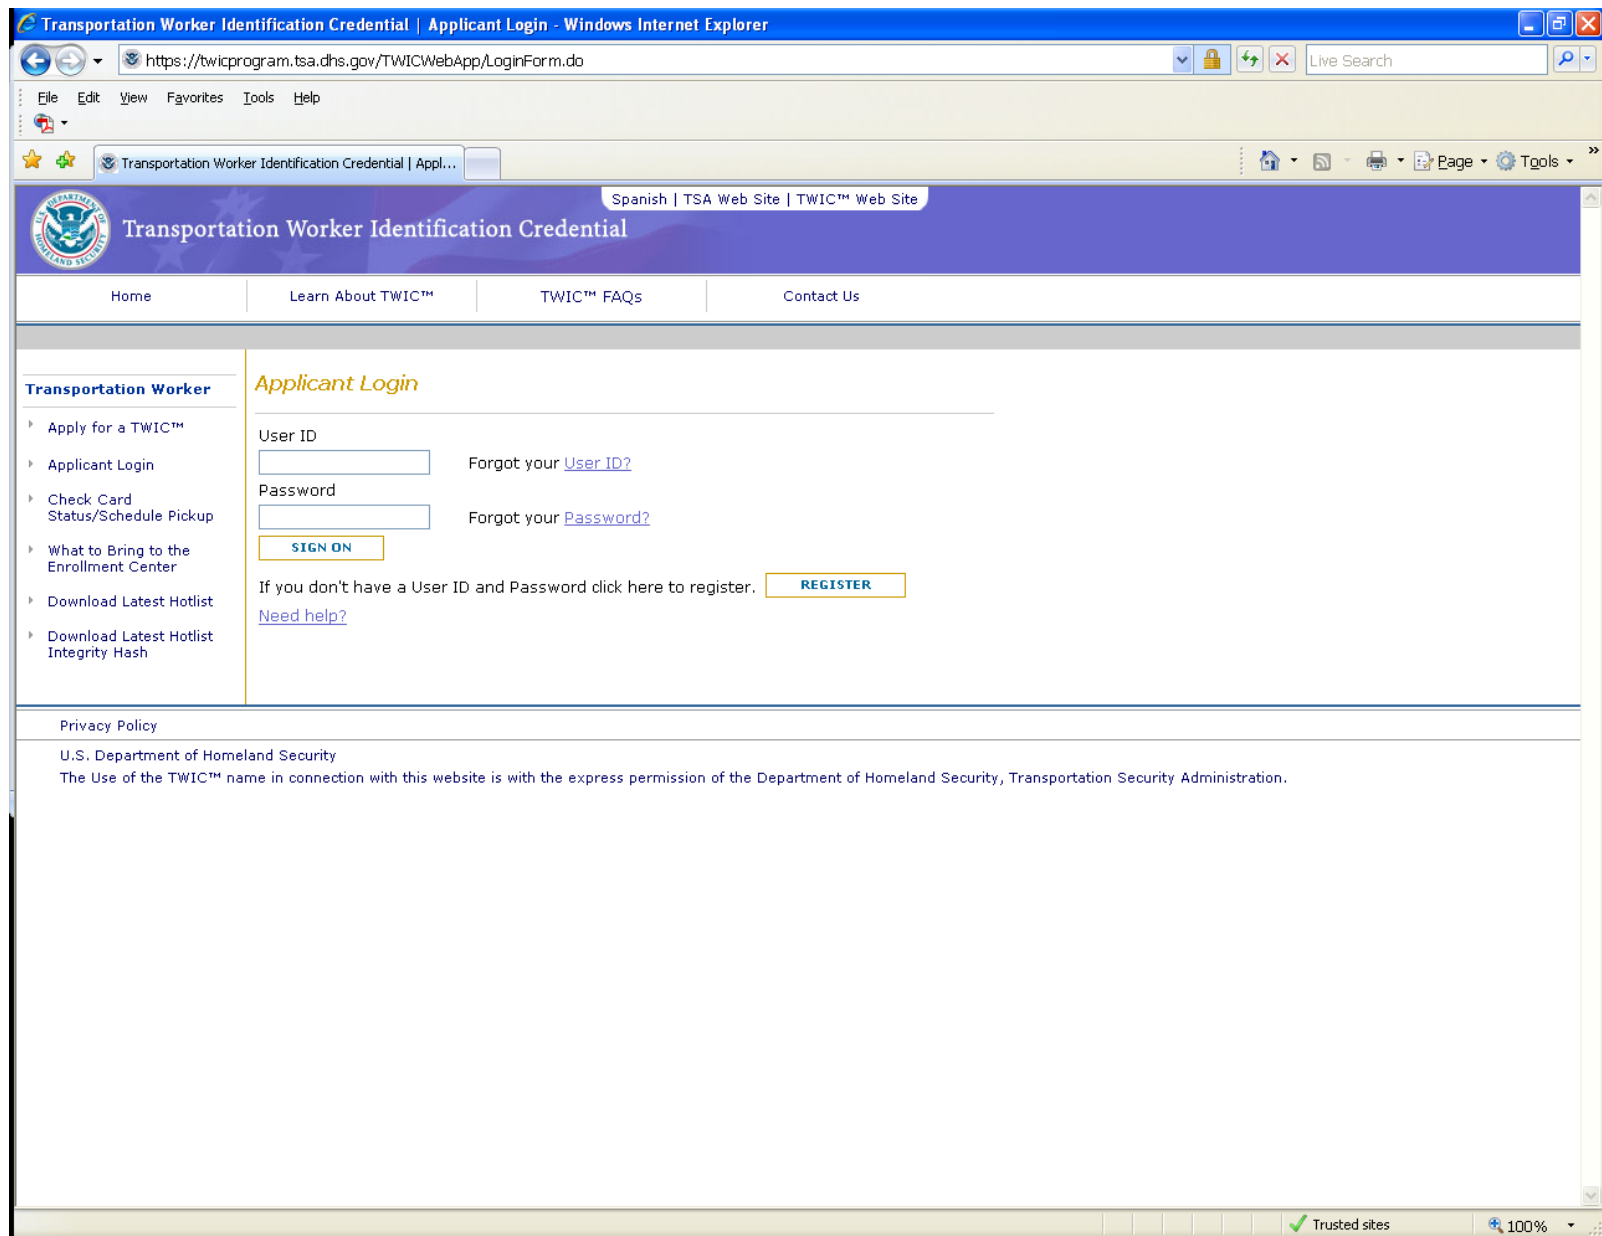 Transportation Worker Identification Credential | Applicant Login - Windows Internet Explorer
https://twicprogram.tsa.dhs.gov/TWICWebApp/LoginForm.do
Live Search
File Edit View Favorites Tools Help
Transportation Worker Identification Credential | Appl...
Page Tools »
Spanish | TSA Web Site | TWIC™ Web Site
Transportation Worker Identification Credential
Home
Learn About TWIC™
TWIC™ FAQs
Contact Us
Transportation Worker
Apply for a TWIC™
Applicant Login
Check Card
Status/Schedule Pickup
What to Bring to the
Enrollment Center
Download Latest Hotlist
Download Latest Hotlist
Integrity Hash
Applicant Login
User ID
Forgot your User ID?
Password
Forgot your Password?
SIGN ON
If you don't have a User ID and Password click here to register. REGISTER
Need help?
Privacy Policy
U.S. Department of Homeland Security
The Use of the TWIC™ name in connection with this website is with the express permission of the Department of Homeland Security, Transportation Security Administration.
Trusted sites
100%